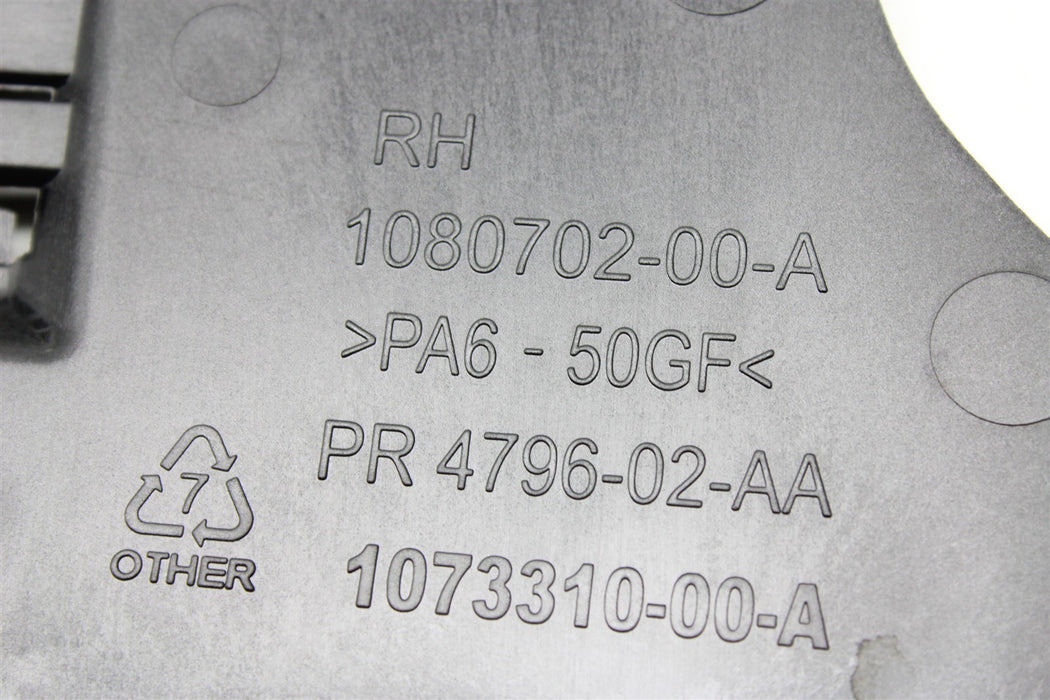 RH
1080702-00-A
>PA6 - 50GF<
PR 4796-02-AA
7
OTHER
1073310-00-A